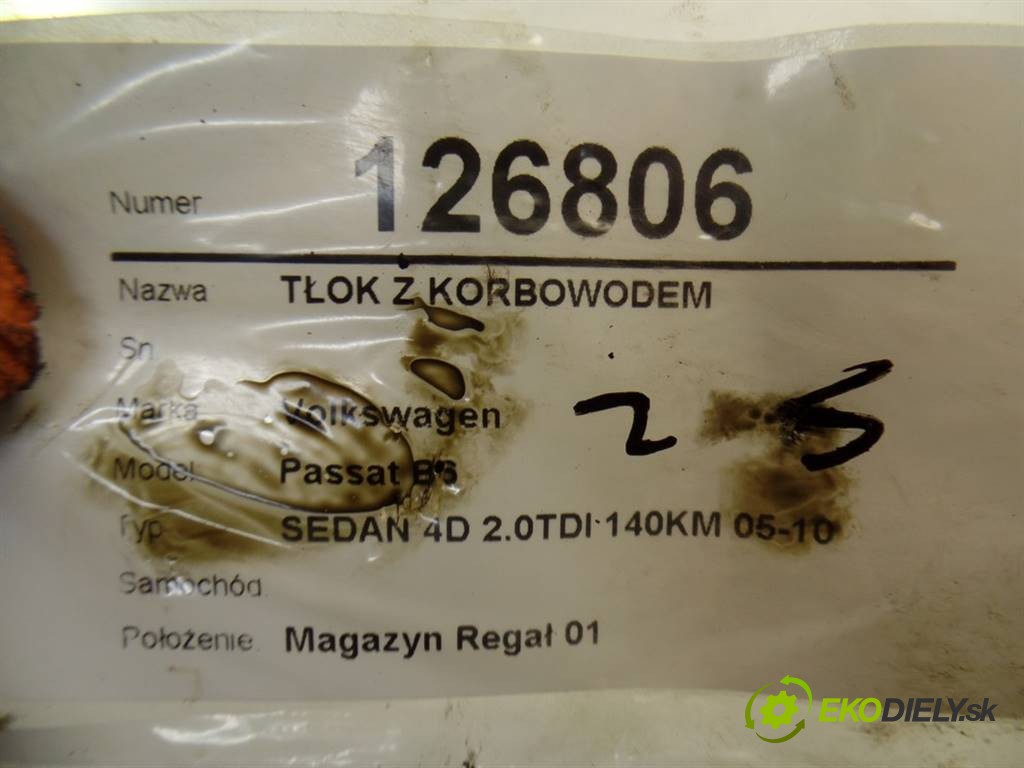 Numer 126806
Nazwa TŁOK Z KORBOWODEM
Sn
Marka Volkswagen
Model Passat B6
Typ SEDAN 4D 2.0TDI 140KM 05-10
Samochód
Położenie Magazyn Regał 01
2 5
EKODIELY.sk